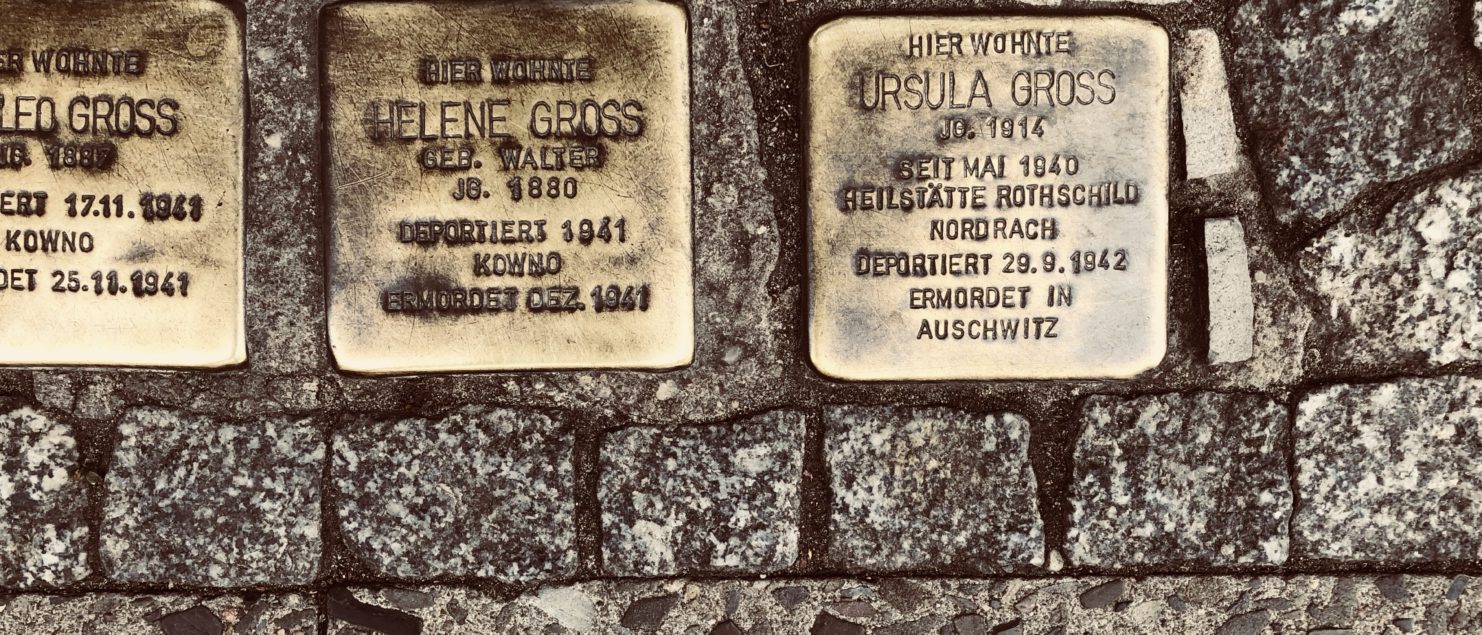 ER WOHNTE
LEO GROSS
JG. 1887
ERT 17.11.1941
KOWNO
DET 25.11.1941
HIER WOHNTE
HELENE GROSS
GEB. WALTER
JG. 1880
DEPORTIERT 1941
KOWNO
ERMORDET DEZ. 1941
HIER WOHNTE
URSULA GROSS
JG. 1914
SEIT MAI 1940
HEILSTÄTTE ROTHSCHILD
NORDRACH
DEPORTIERT 29.9.1942
ERMORDET IN
AUSCHWITZ